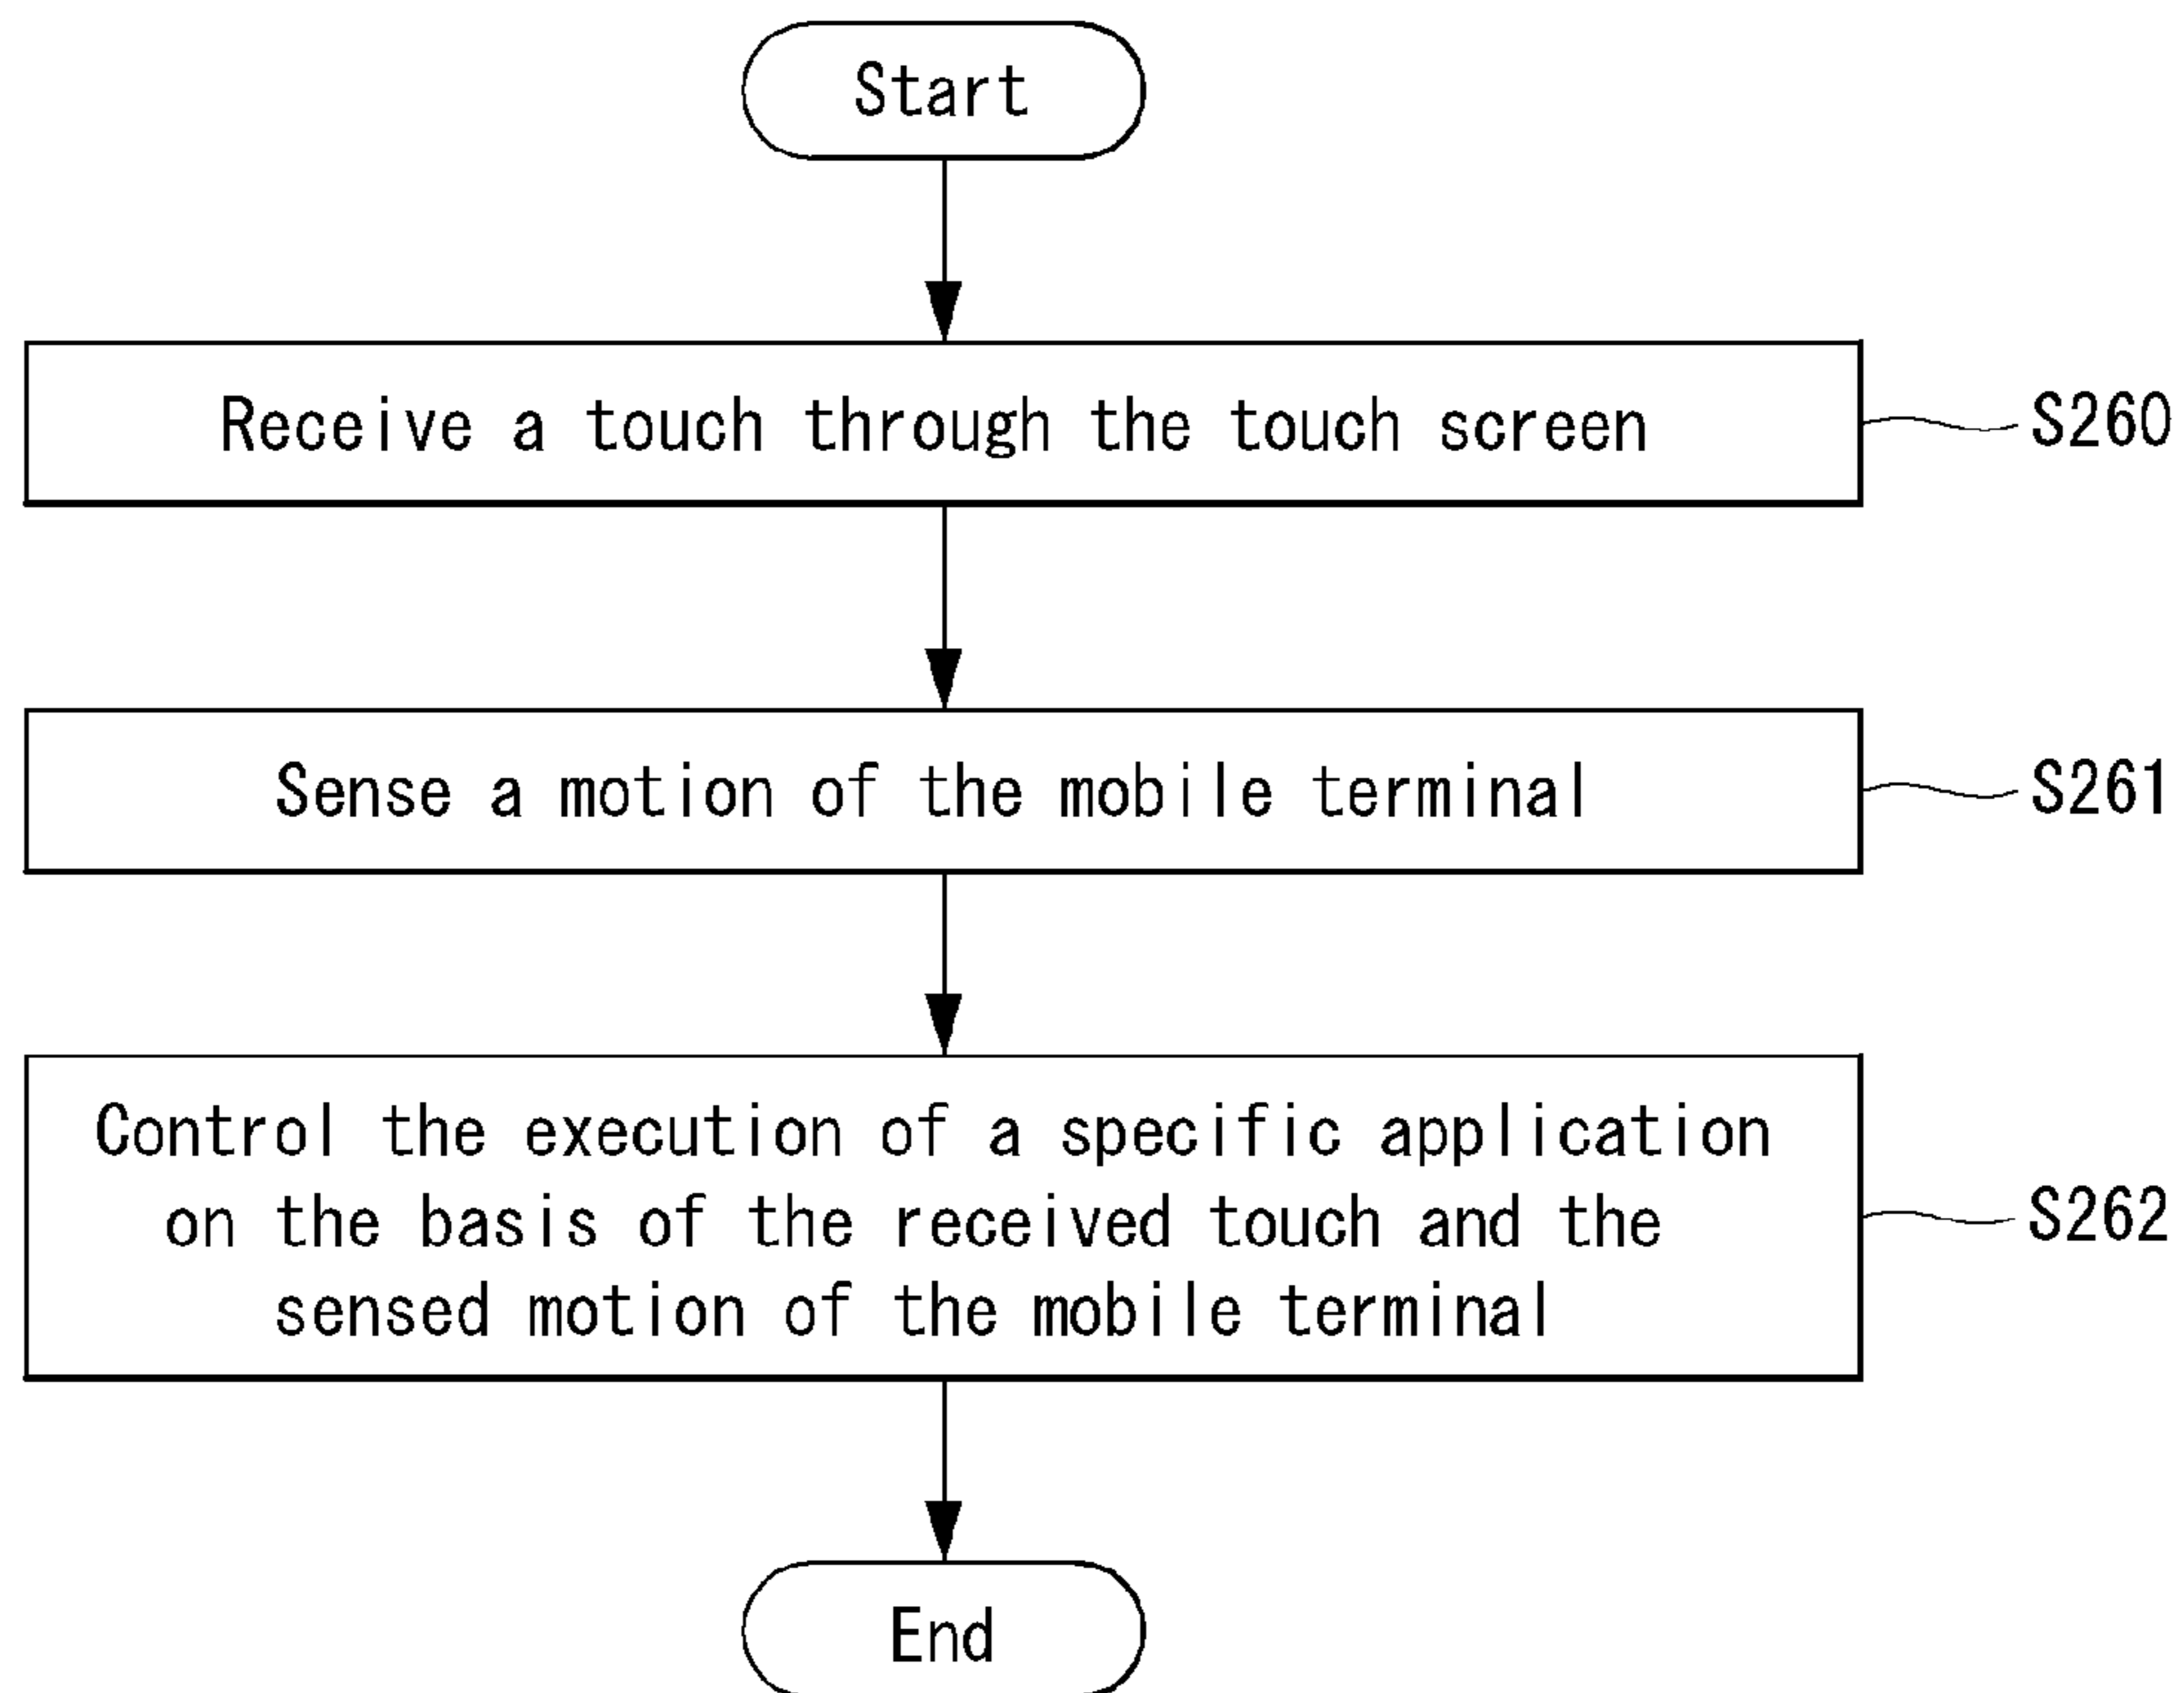 Start
Receive a touch through the touch screen
S260
Sense a motion of the mobile terminal
S261
Control the execution of a specific application
on the basis of the received touch and the
sensed motion of the mobile terminal
S262
End